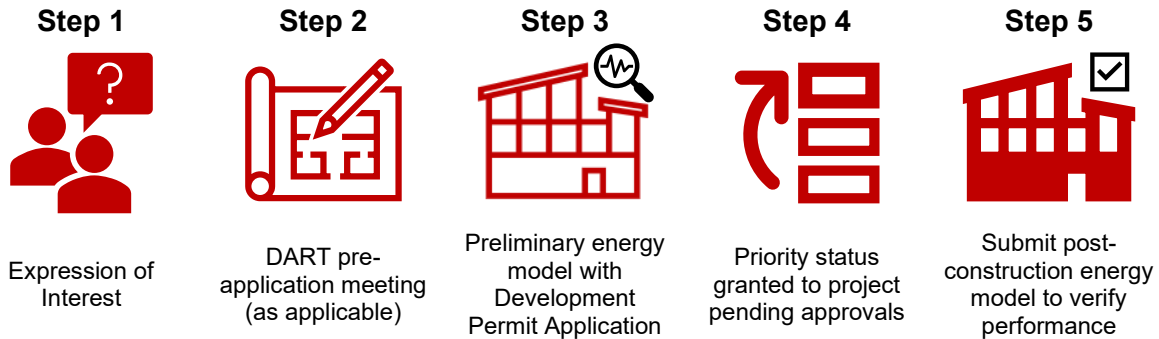 Step 1
Step 2
Step 3
Step 4
Step 5
?
Expression of
Interest
DART pre-
application meeting
(as applicable)
Preliminary energy
model with
Development
Permit Application
Priority status
granted to project
pending approvals
Submit post-
construction energy
model to verify
performance